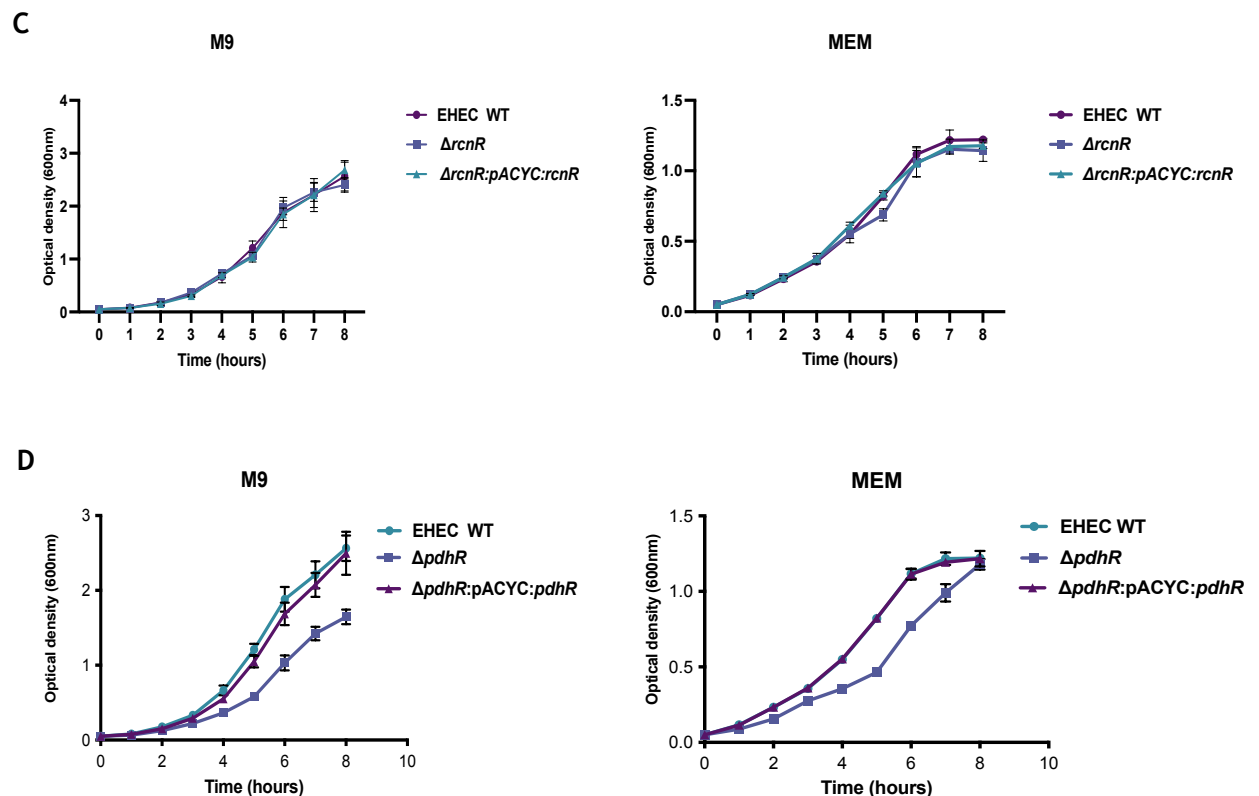 C
M9
Optical density (600nm)
4
3
2
1
0
0 1 2 3 4 5 6 7 8
Time (hours)
EHEC WT
ΔrcnR
ΔrcnR:pACYC:rcnR
MEM
Optical density (600nm)
1.5
1.0
0.5
0.0
0 1 2 3 4 5 6 7 8
Time (hours)
EHEC WT
ΔrcnR
ΔrcnR:pACYC:rcnR
D
M9
Optical density (600nm)
3
2
1
0
0 2 4 6 8 10
Time (hours)
EHEC WT
ΔpdhR
ΔpdhR:pACYC:pdhR
MEM
Optical density (600nm)
1.5
1.0
0.5
0.0
0 2 4 6 8 10
Time (hours)
EHEC WT
ΔpdhR
ΔpdhR:pACYC:pdhR